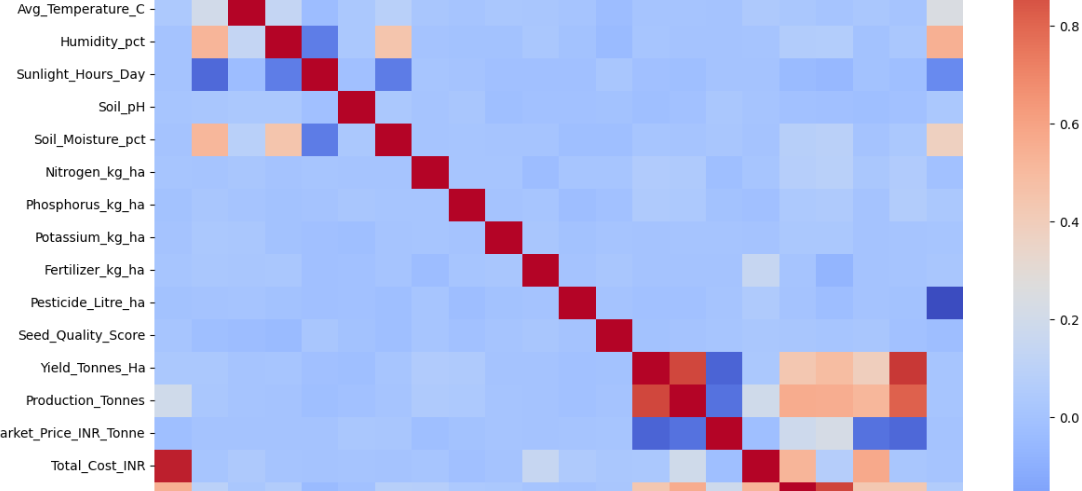 Avg_Temperature_C
0.8
Humidity_pct
Sunlight_Hours_Day
Soil_pH
0.6
Soil_Moisture_pct
Nitrogen_kg_ha
Phosphorus_kg_ha
0.4
Potassium_kg_ha
Fertilizer_kg_ha
Pesticide_Litre_ha
0.2
Seed_Quality_Score
Yield_Tonnes_Ha
Production_Tonnes
0.0
arket_Price_INR_Tonne
Total_Cost_INR